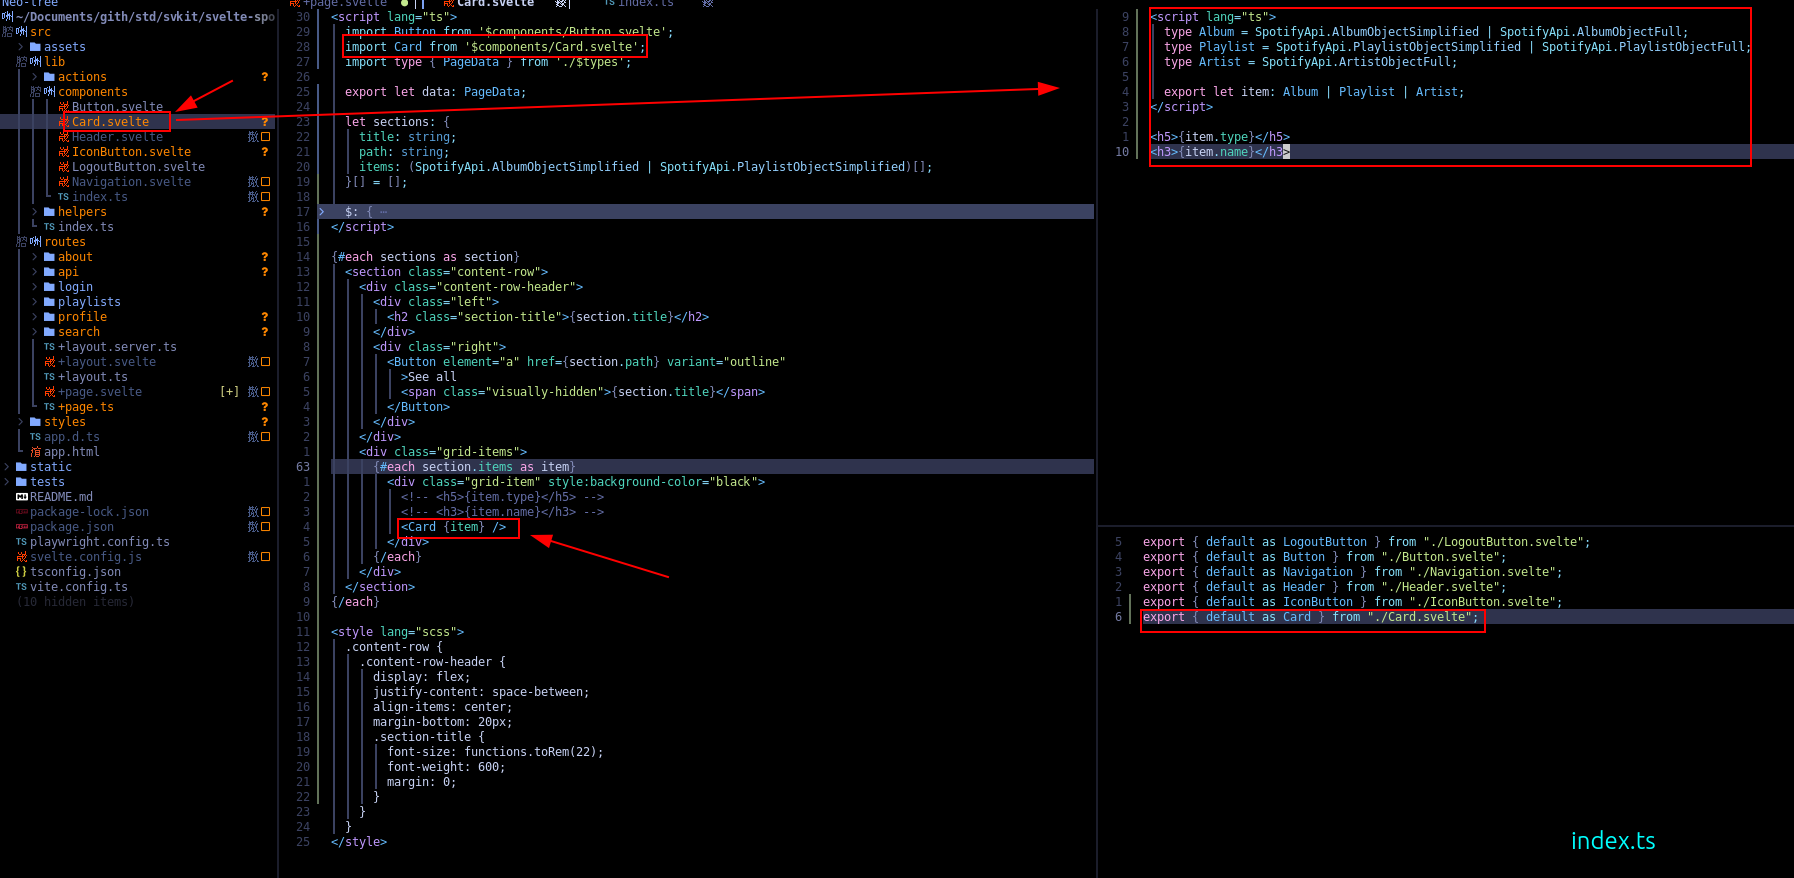 Neo-tree
~/Documents/gith/std/svkit/svelte-spo
src
assets
lib
actions ?
components
Button.svelte
Card.svelte ?
Header.svelte
IconButton.svelte ?
LogoutButton.svelte
Navigation.svelte
TS index.ts
helpers ?
TS index.ts
routes
about ?
api ?
login
playlists
profile ?
search ?
TS +layout.server.ts
+layout.svelte
TS +layout.ts
+page.svelte [+]
TS +page.ts ?
styles ?
TS app.d.ts
app.html
static
tests
README.md
package-lock.json
package.json
TS playwright.config.ts
svelte.config.js
{} tsconfig.json
TS vite.config.ts
(10 hidden items)
+page.svelte Card.svelte TS index.ts
30 <script lang="ts">
29 import Button from '$components/Button.svelte';
28 import Card from '$components/Card.svelte';
27 import type { PageData } from './$types';
26
25 export let data: PageData;
24
23 let sections: {
22 title: string;
21 path: string;
20 items: (SpotifyApi.AlbumObjectSimplified | SpotifyApi.PlaylistObjectSimplified)[];
19 }[] = [];
18
17 $: { ⋯
16 </script>
15
14 {#each sections as section}
13 <section class="content-row">
12 <div class="content-row-header">
11 <div class="left">
10 <h2 class="section-title">{section.title}</h2>
9 </div>
8 <div class="right">
7 <Button element="a" href={section.path} variant="outline"
6 >See all
5 <span class="visually-hidden">{section.title}</span>
4 </Button>
3 </div>
2 </div>
1 <div class="grid-items">
63 {#each section.items as item}
1 <div class="grid-item" style:background-color="black">
2 <!-- <h5>{item.type}</h5> -->
3 <!-- <h3>{item.name}</h3> -->
4 <Card {item} />
5 </div>
6 {/each}
7 </div>
8 </section>
9 {/each}
10
11 <style lang="scss">
12 .content-row {
13 .content-row-header {
14 display: flex;
15 justify-content: space-between;
16 align-items: center;
17 margin-bottom: 20px;
18 .section-title {
19 font-size: functions.toRem(22);
20 font-weight: 600;
21 margin: 0;
22 }
23 }
24 }
25 </style>
9 <script lang="ts">
8 type Album = SpotifyApi.AlbumObjectSimplified | SpotifyApi.AlbumObjectFull;
7 type Playlist = SpotifyApi.PlaylistObjectSimplified | SpotifyApi.PlaylistObjectFull;
6 type Artist = SpotifyApi.ArtistObjectFull;
5
4 export let item: Album | Playlist | Artist;
3 </script>
2
1 <h5>{item.type}</h5>
10 <h3>{item.name}</h3>
5 export { default as LogoutButton } from "./LogoutButton.svelte";
4 export { default as Button } from "./Button.svelte";
3 export { default as Navigation } from "./Navigation.svelte";
2 export { default as Header } from "./Header.svelte";
1 export { default as IconButton } from "./IconButton.svelte";
6 export { default as Card } from "./Card.svelte";
index.ts